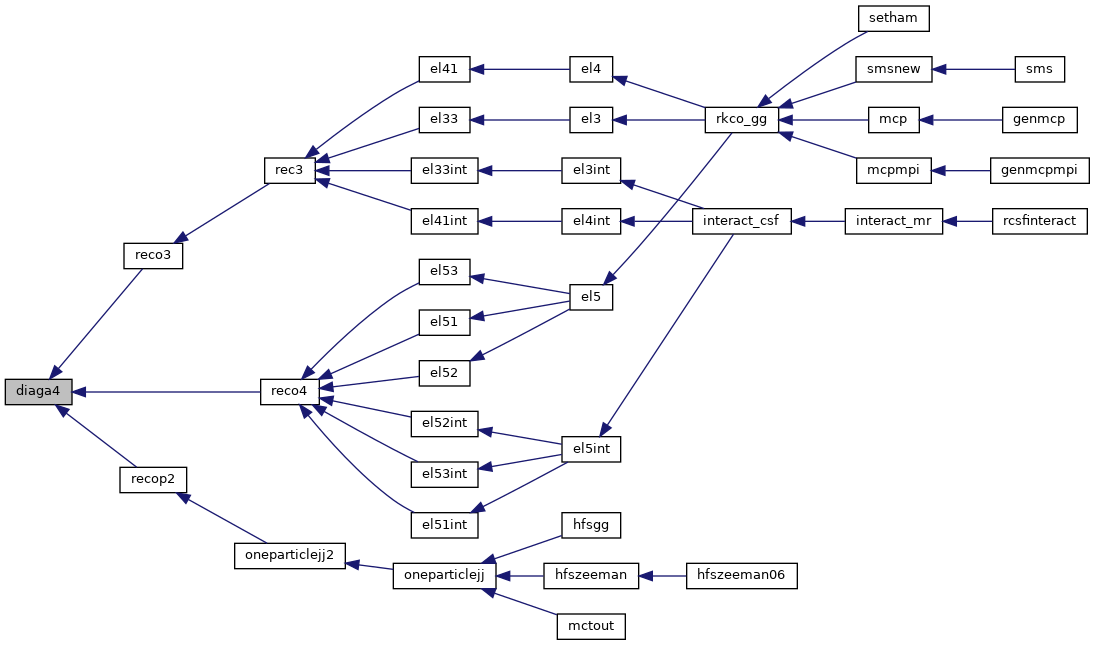 setham
el41
el4
smsnew
sms
el33
el3
rkco_gg
mcp
genmcp
rec3
el33int
el3int
mcpmpi
genmcpmpi
el41int
el4int
interact_csf
interact_mr
rcsfinteract
reco3
el53
el5
el51
el52
diaga4
reco4
el52int
el5int
el53int
recop2
el51int
hfsgg
oneparticlejj2
oneparticlejj
hfszeeman
hfszeeman06
mctout